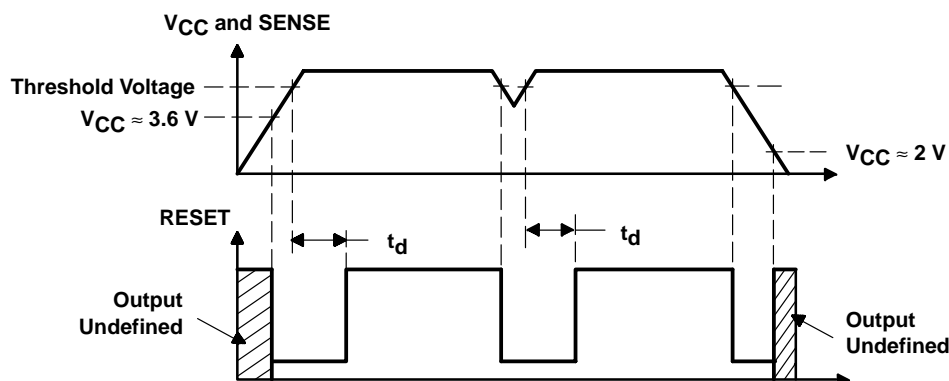 VCC and SENSE
Threshold Voltage
VCC ≈ 3.6 V
VCC ≈ 2 V
RESET
td
td
Output
Undefined
Output
Undefined